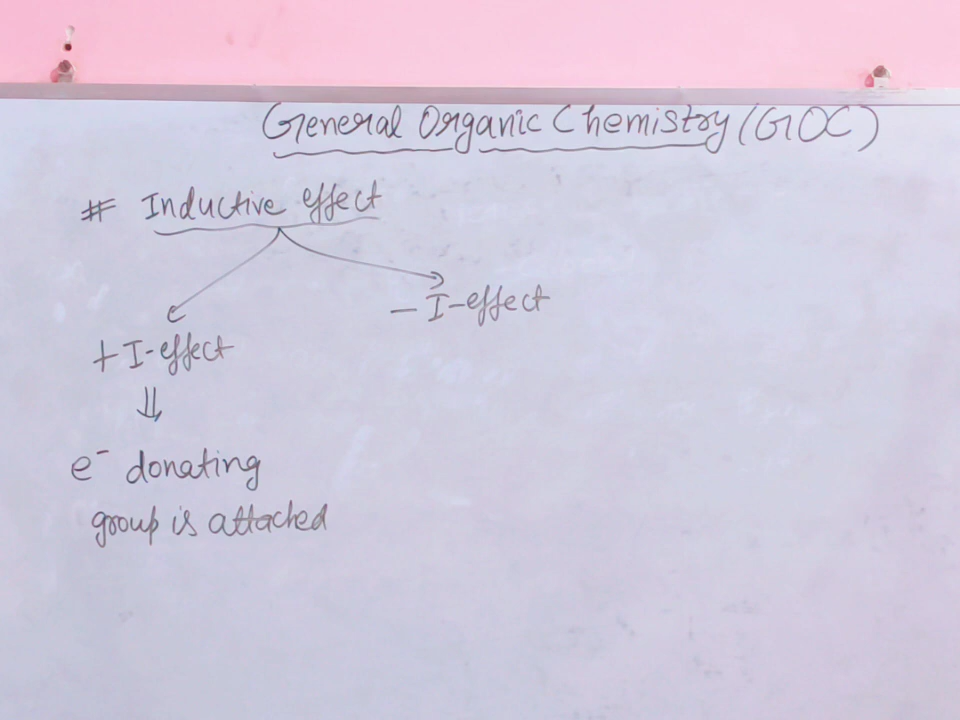 General Organic Chemistry (GOC)
# Inductive effect
- I-effect
+ I-effect
⇓
e⁻ donating
group is attached